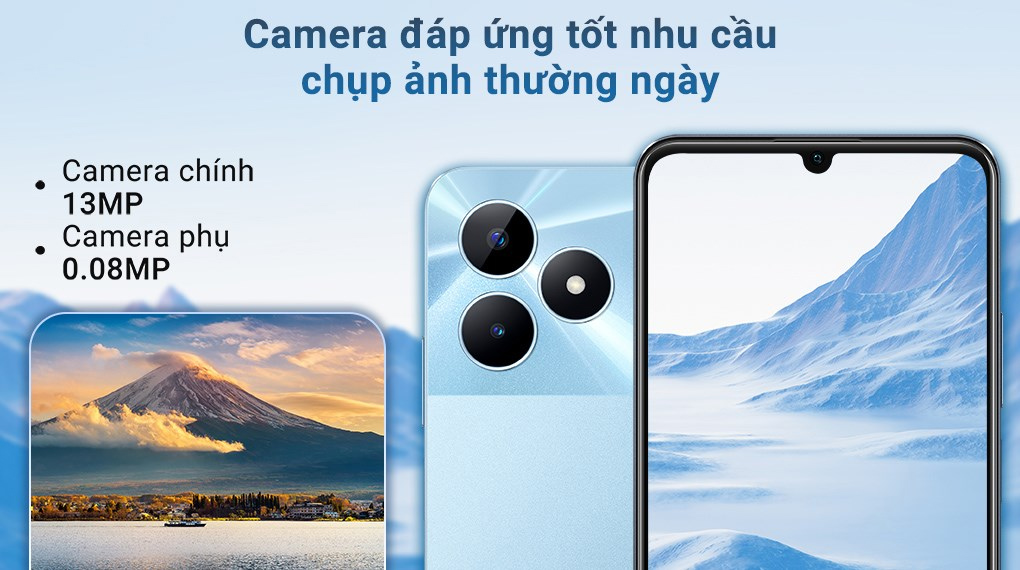 Camera đáp ứng tốt nhu cầu
chụp ảnh thường ngày
Camera chính
13MP
Camera phụ
0.08MP